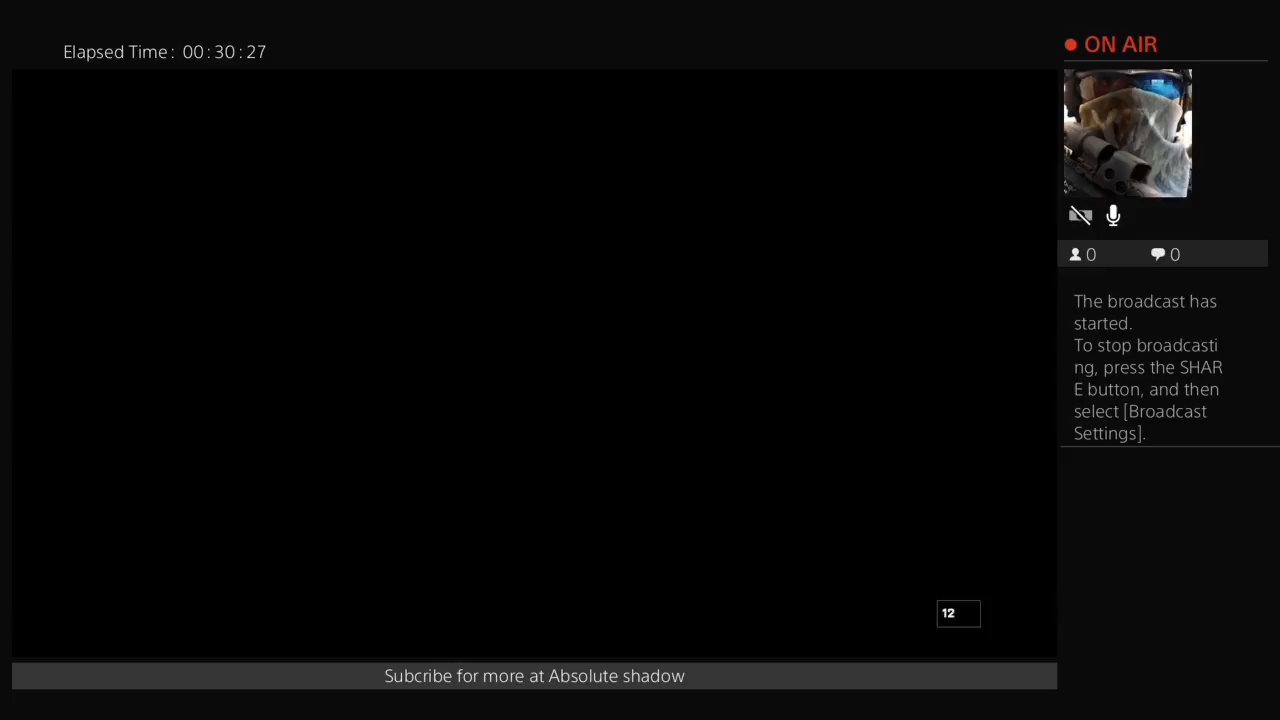 Elapsed Time: 00:30:27
ON AIR
0
0
The broadcast has
started.
To stop broadcasti
ng, press the SHAR
E button, and then
select [Broadcast
Settings].
12
Subcribe for more at Absolute shadow